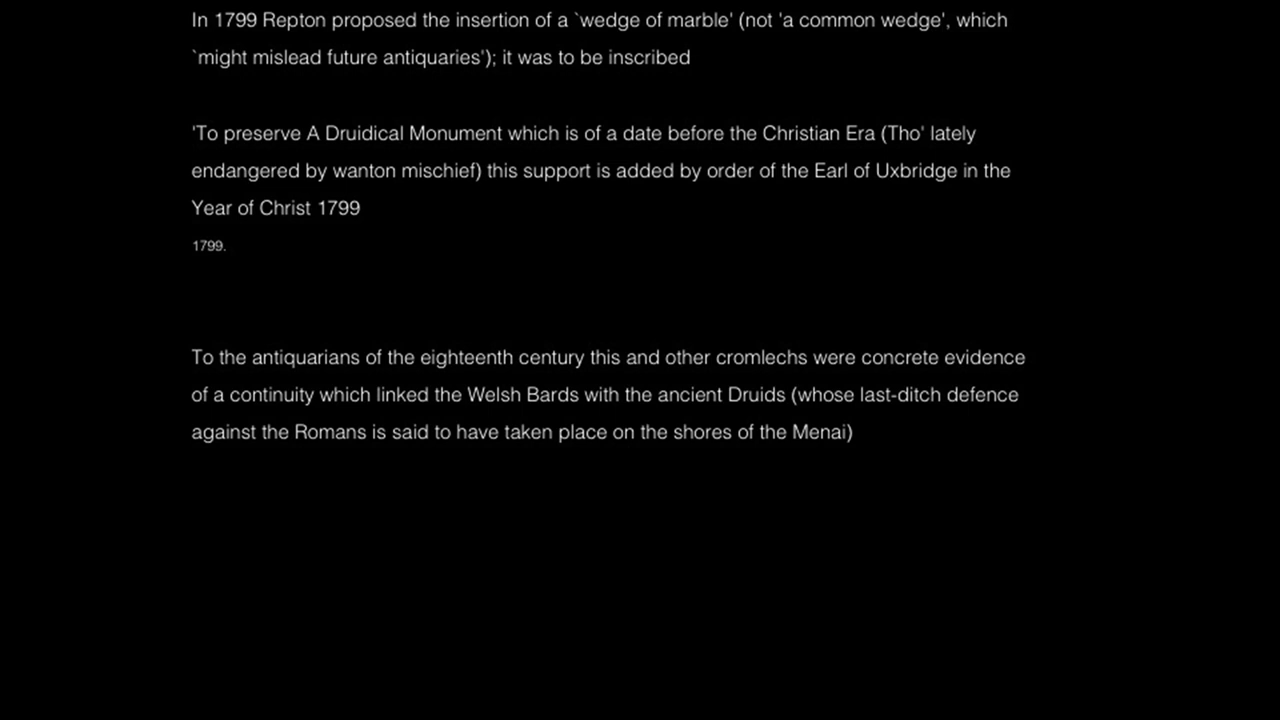 In 1799 Repton proposed the insertion of a `wedge of marble' (not 'a common wedge', which
`might mislead future antiquaries'); it was to be inscribed
'To preserve A Druidical Monument which is of a date before the Christian Era (Tho' lately
endangered by wanton mischief) this support is added by order of the Earl of Uxbridge in the
Year of Christ 1799
1799.
To the antiquarians of the eighteenth century this and other cromlechs were concrete evidence
of a continuity which linked the Welsh Bards with the ancient Druids (whose last-ditch defence
against the Romans is said to have taken place on the shores of the Menai)